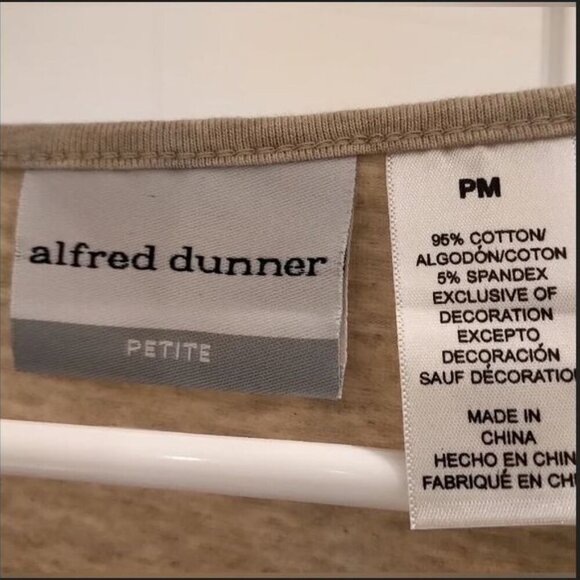 alfred dunner
PETITE
PM
95% COTTON/
ALGODÓN/COTON
5% SPANDEX
EXCLUSIVE OF
DECORATION
EXCEPTO
DECORACIÓN
SAUF DÉCORATIO
MADE IN
CHINA
HECHO EN CHIN
FABRIQUÉ EN CH